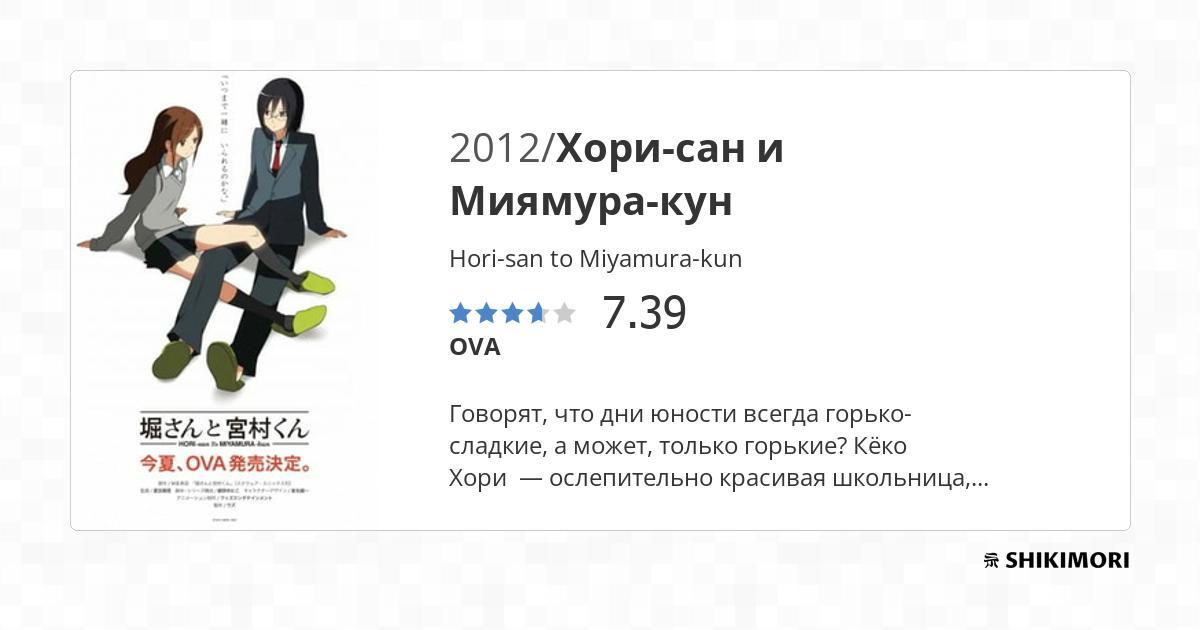 「いつまで一緒に いられるのかな。」
堀さんと宮村くん
HORI-san To MIYAMURA-kun
今夏、OVA発売決定。
2012/Хори-сан и
Миямура-кун
Hori-san to Miyamura-kun
7.39
OVA
Говорят, что дни юности всегда горько-
сладкие, а может, только горькие? Кёко
Хори — ослепительно красивая школьница,...
SHIKIMORI